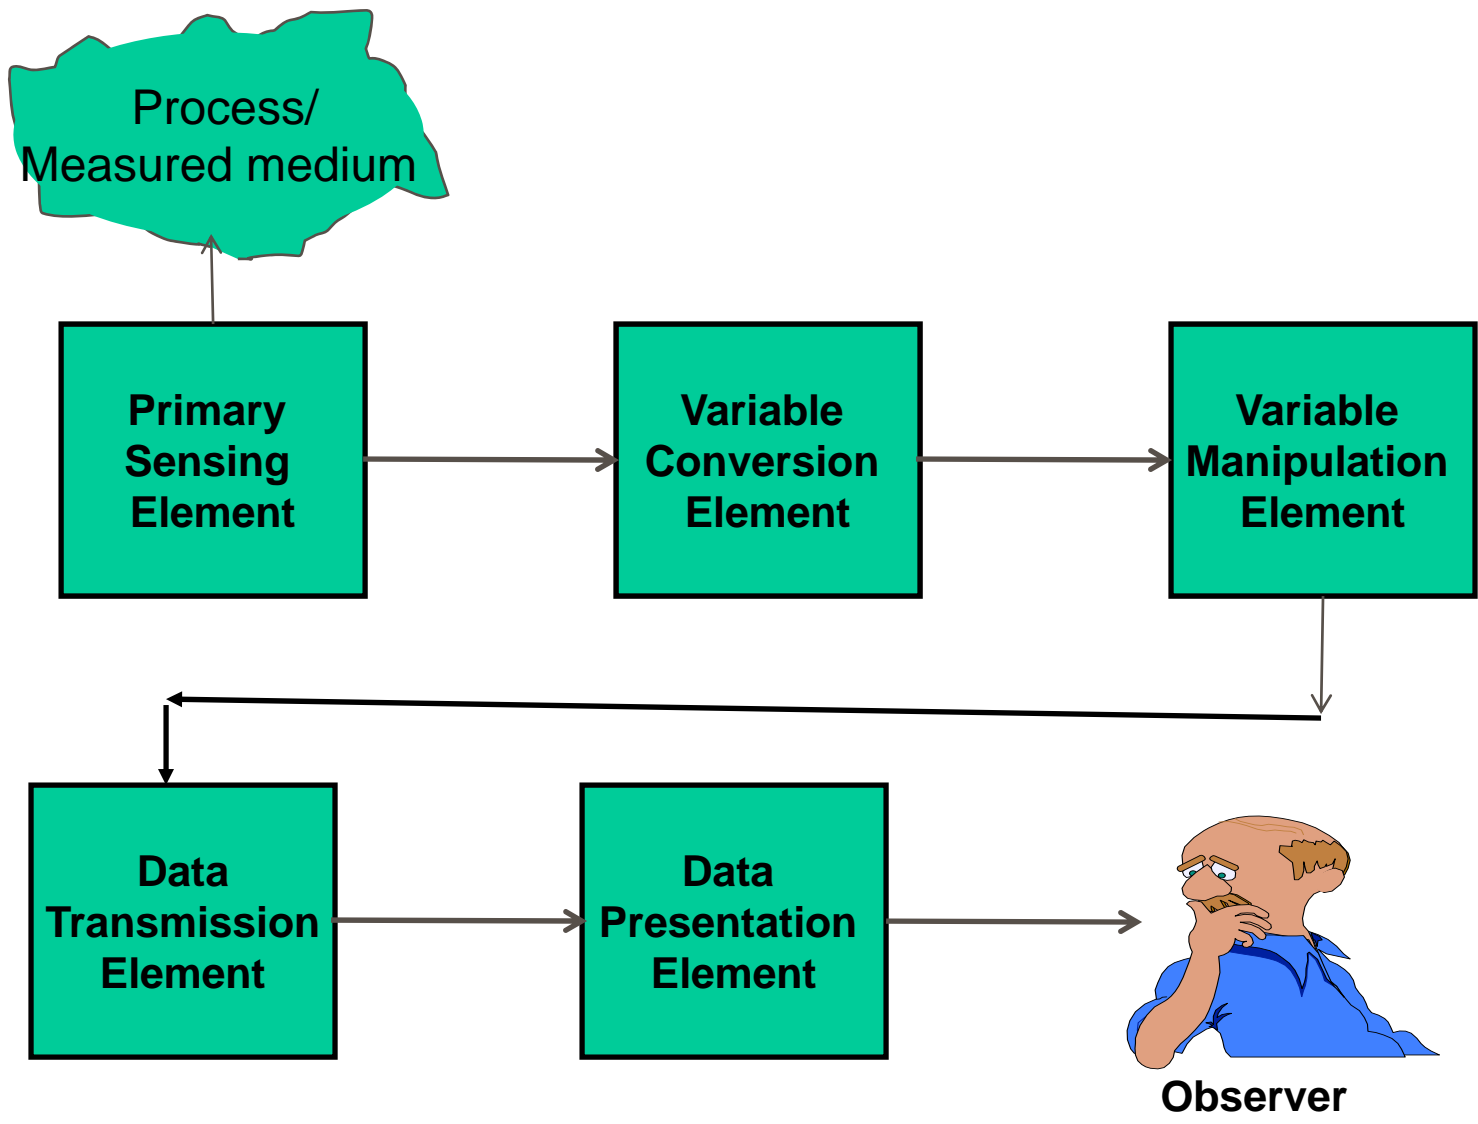 Process/
Measured medium
Primary
Sensing
Element
Variable
Conversion
Element
Variable
Manipulation
Element
Data
Transmission
Element
Data
Presentation
Element
Observer